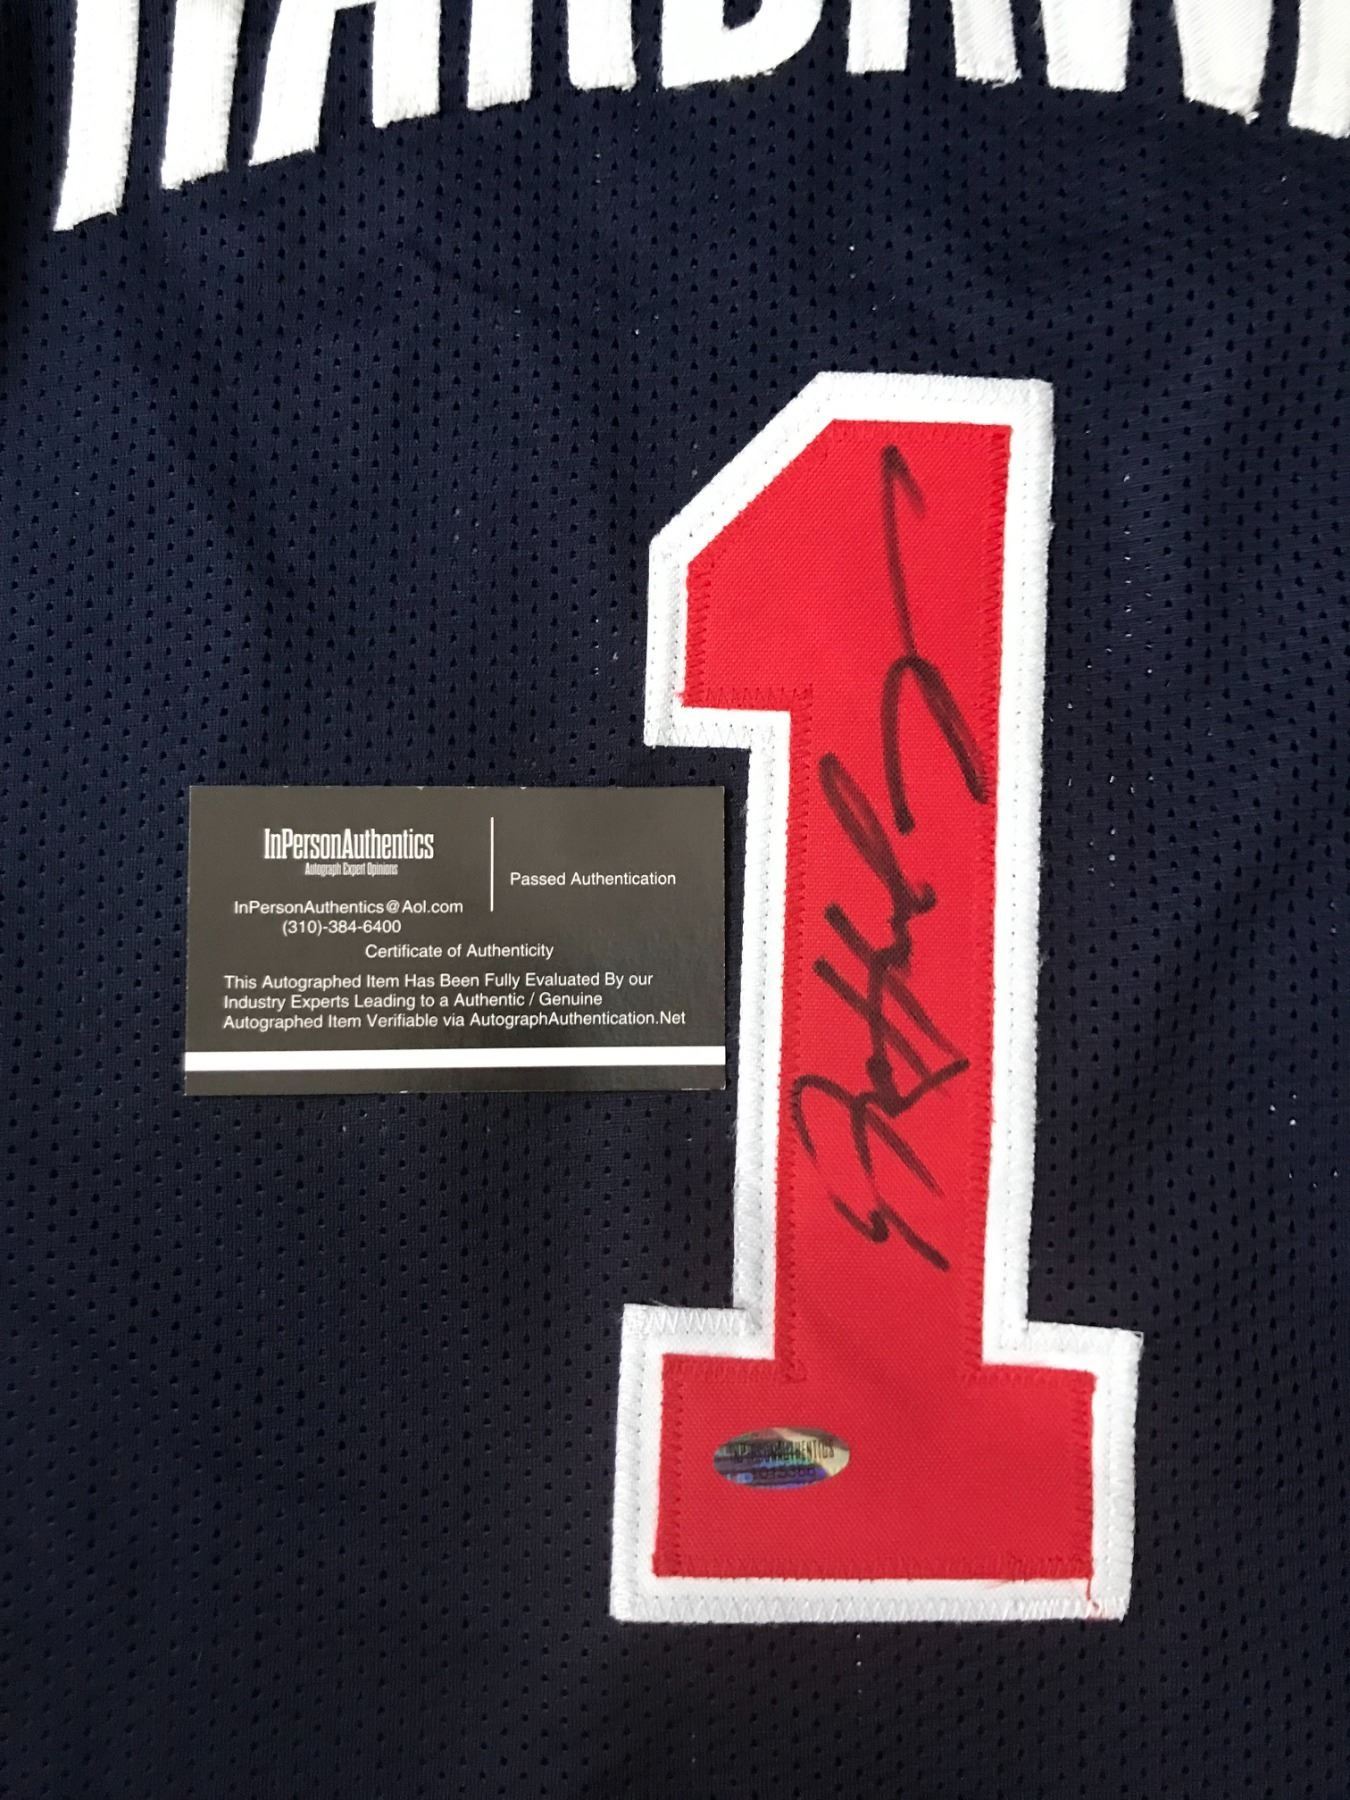 1
InPersonAuthentics
Autograph Expert Opinions
Passed Authentication
InPersonAuthentics@Aol.com
(310)-384-6400
Certificate of Authenticity
This Autographed Item Has Been Fully Evaluated By our
Industry Experts Leading to a Authentic / Genuine
Autographed Item Verifiable via AutographAuthentication.Net